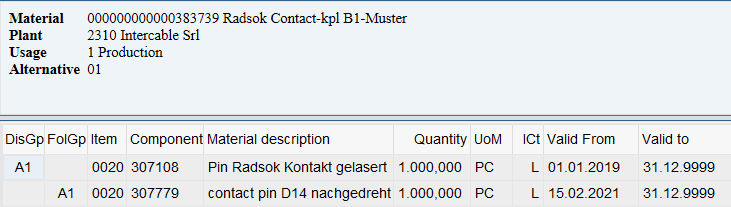 Material 000000000000383739 Radsok Contact-kpl B1-Muster
Plant 2310 Intercable Srl
Usage 1 Production
Alternative 01
DisGp FolGp Item Component Material description Quantity UoM ICt Valid From Valid to
A1 0020 307108 Pin Radsok Kontakt gelasert 1.000,000 PC L 01.01.2019 31.12.9999
A1 0020 307779 contact pin D14 nachgedreht 1.000,000 PC L 15.02.2021 31.12.9999